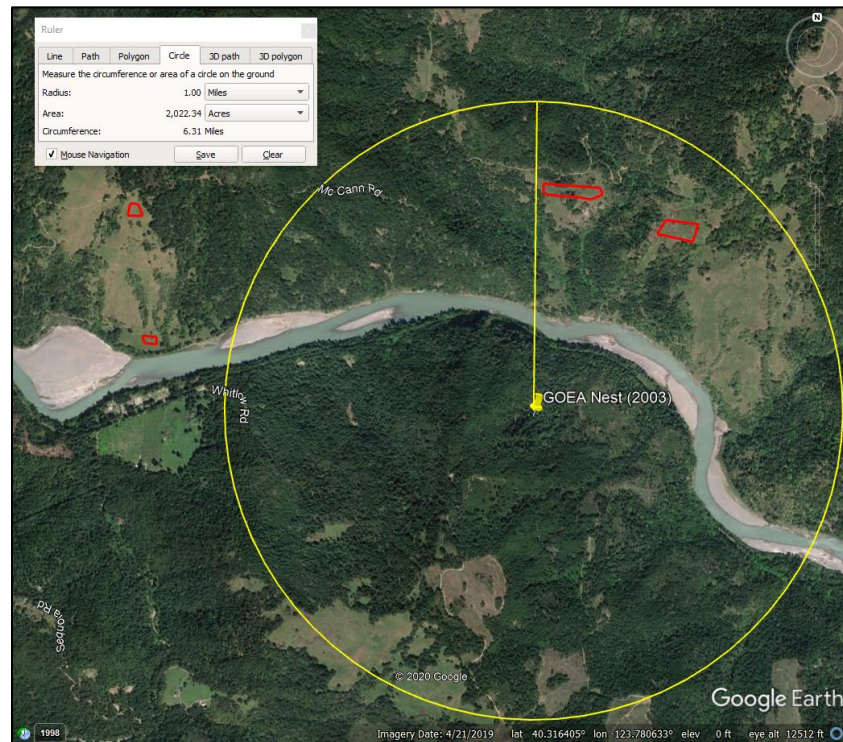 Ruler
Line Path Polygon Circle 3D path 3D polygon
Measure the circumference or area of a circle on the ground
Radius: 1.00 Miles
Area: 2,022.34 Acres
Circumference: 6.31 Miles
Mouse Navigation Save Clear
N
Mc Cann Rd
Whitlow Rd
GOEA Nest (2003)
Sequoia Rd
© 2020 Google
Google Earth
1998
Imagery Date: 4/21/2019 lat 40.316405° lon -123.780633° elev 0 ft eye alt 12512 ft